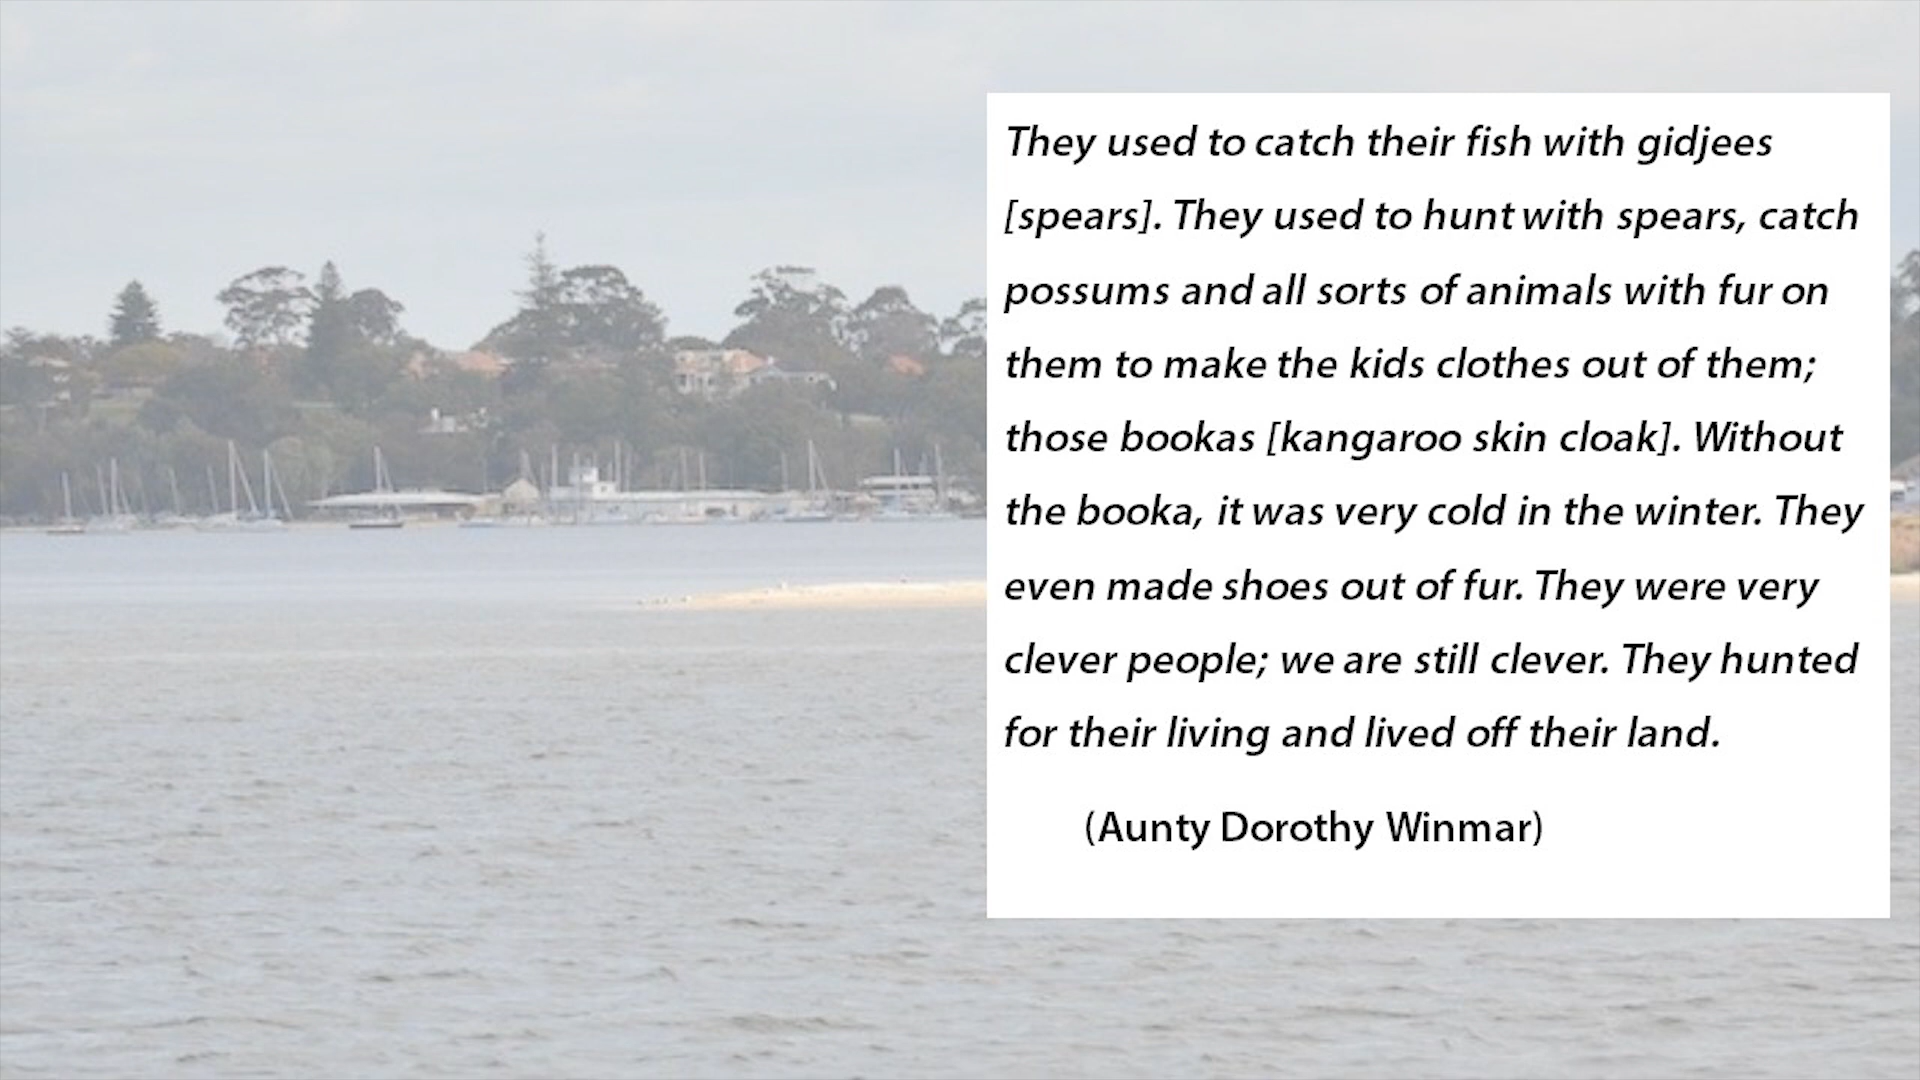 They used to catch their fish with gidjees
[spears]. They used to hunt with spears, catch
possums and all sorts of animals with fur on
them to make the kids clothes out of them;
those bookas [kangaroo skin cloak]. Without
the booka, it was very cold in the winter. They
even made shoes out of fur. They were very
clever people; we are still clever. They hunted
for their living and lived off their land.
(Aunty Dorothy Winmar)